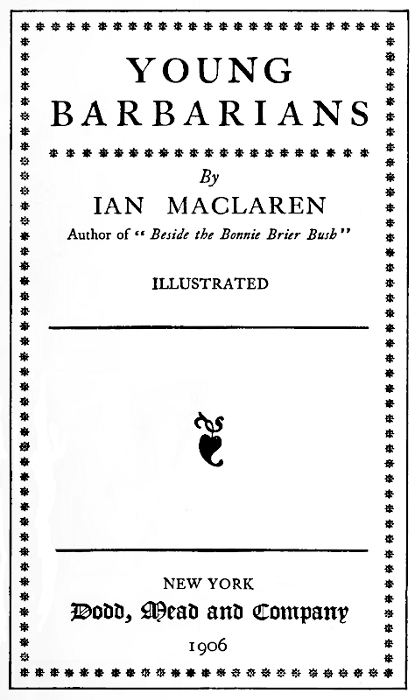 YOUNG
BARBARIANS
By
IAN MACLAREN
Author of “Beside the Bonnie Brier Bush”
ILLUSTRATED
NEW YORK
Dodd, Mead and Company
1906